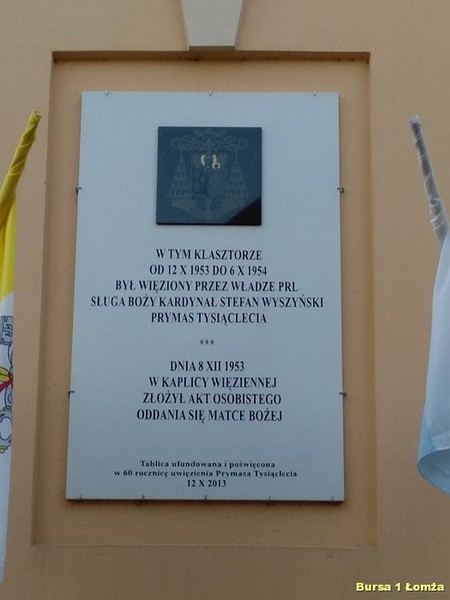 W TYM KLASZTORZE
OD 12 X 1953 DO 6 X 1954
BYŁ WIĘZIONY PRZEZ WŁADZE PRL
SŁUGA BOŻY KARDYNAŁ STEFAN WYSZYŃSKI
PRYMAS TYSIĄCLECIA
***
DNIA 8 XII 1953
W KAPLICY WIĘZIENNEJ
ZŁOŻYŁ AKT OSOBISTEGO
ODDANIA SIĘ MATCE BOŻEJ
Tablica ufundowana i poświęcona
w 60 rocznicę uwięzienia Prymasa Tysiąclecia
12 X 2013
Bursa 1 Łomża